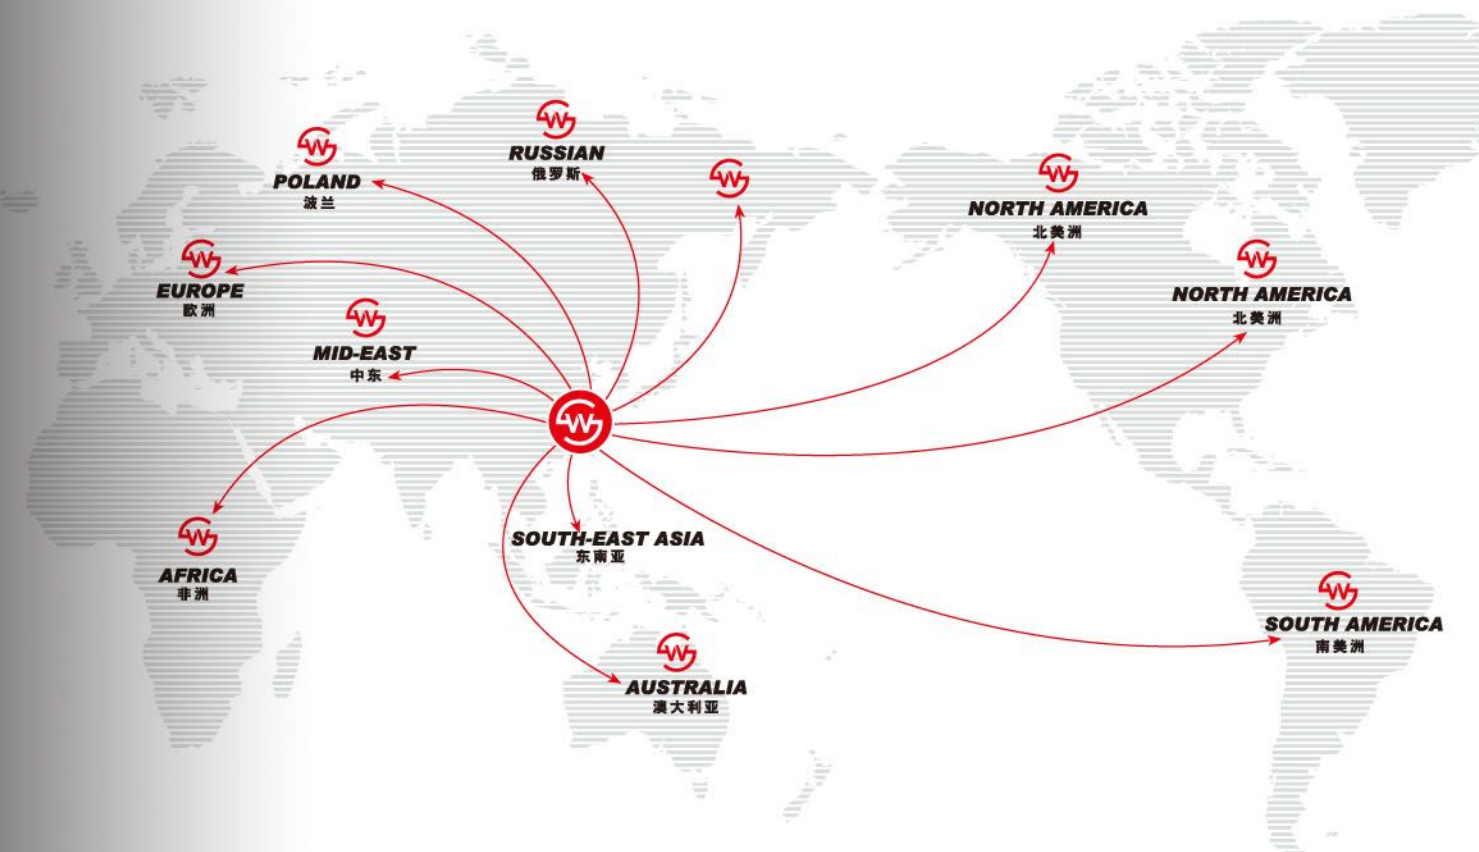 RUSSIAN
俄罗斯
POLAND
波兰
NORTH AMERICA
北美洲
EUROPE
欧洲
NORTH AMERICA
北美洲
MID-EAST
中东
SOUTH-EAST ASIA
东南亚
AFRICA
非洲
SOUTH AMERICA
南美洲
AUSTRALIA
澳大利亚